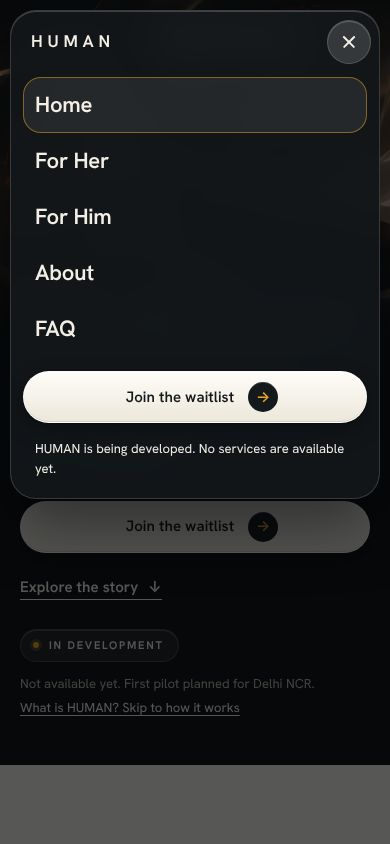 HUMAN
Home
For Her
For Him
About
FAQ
Join the waitlist
HUMAN is being developed. No services are available
yet.
Join the waitlist
Explore the story
IN DEVELOPMENT
Not available yet. First pilot planned for Delhi NCR.
What is HUMAN? Skip to how it works